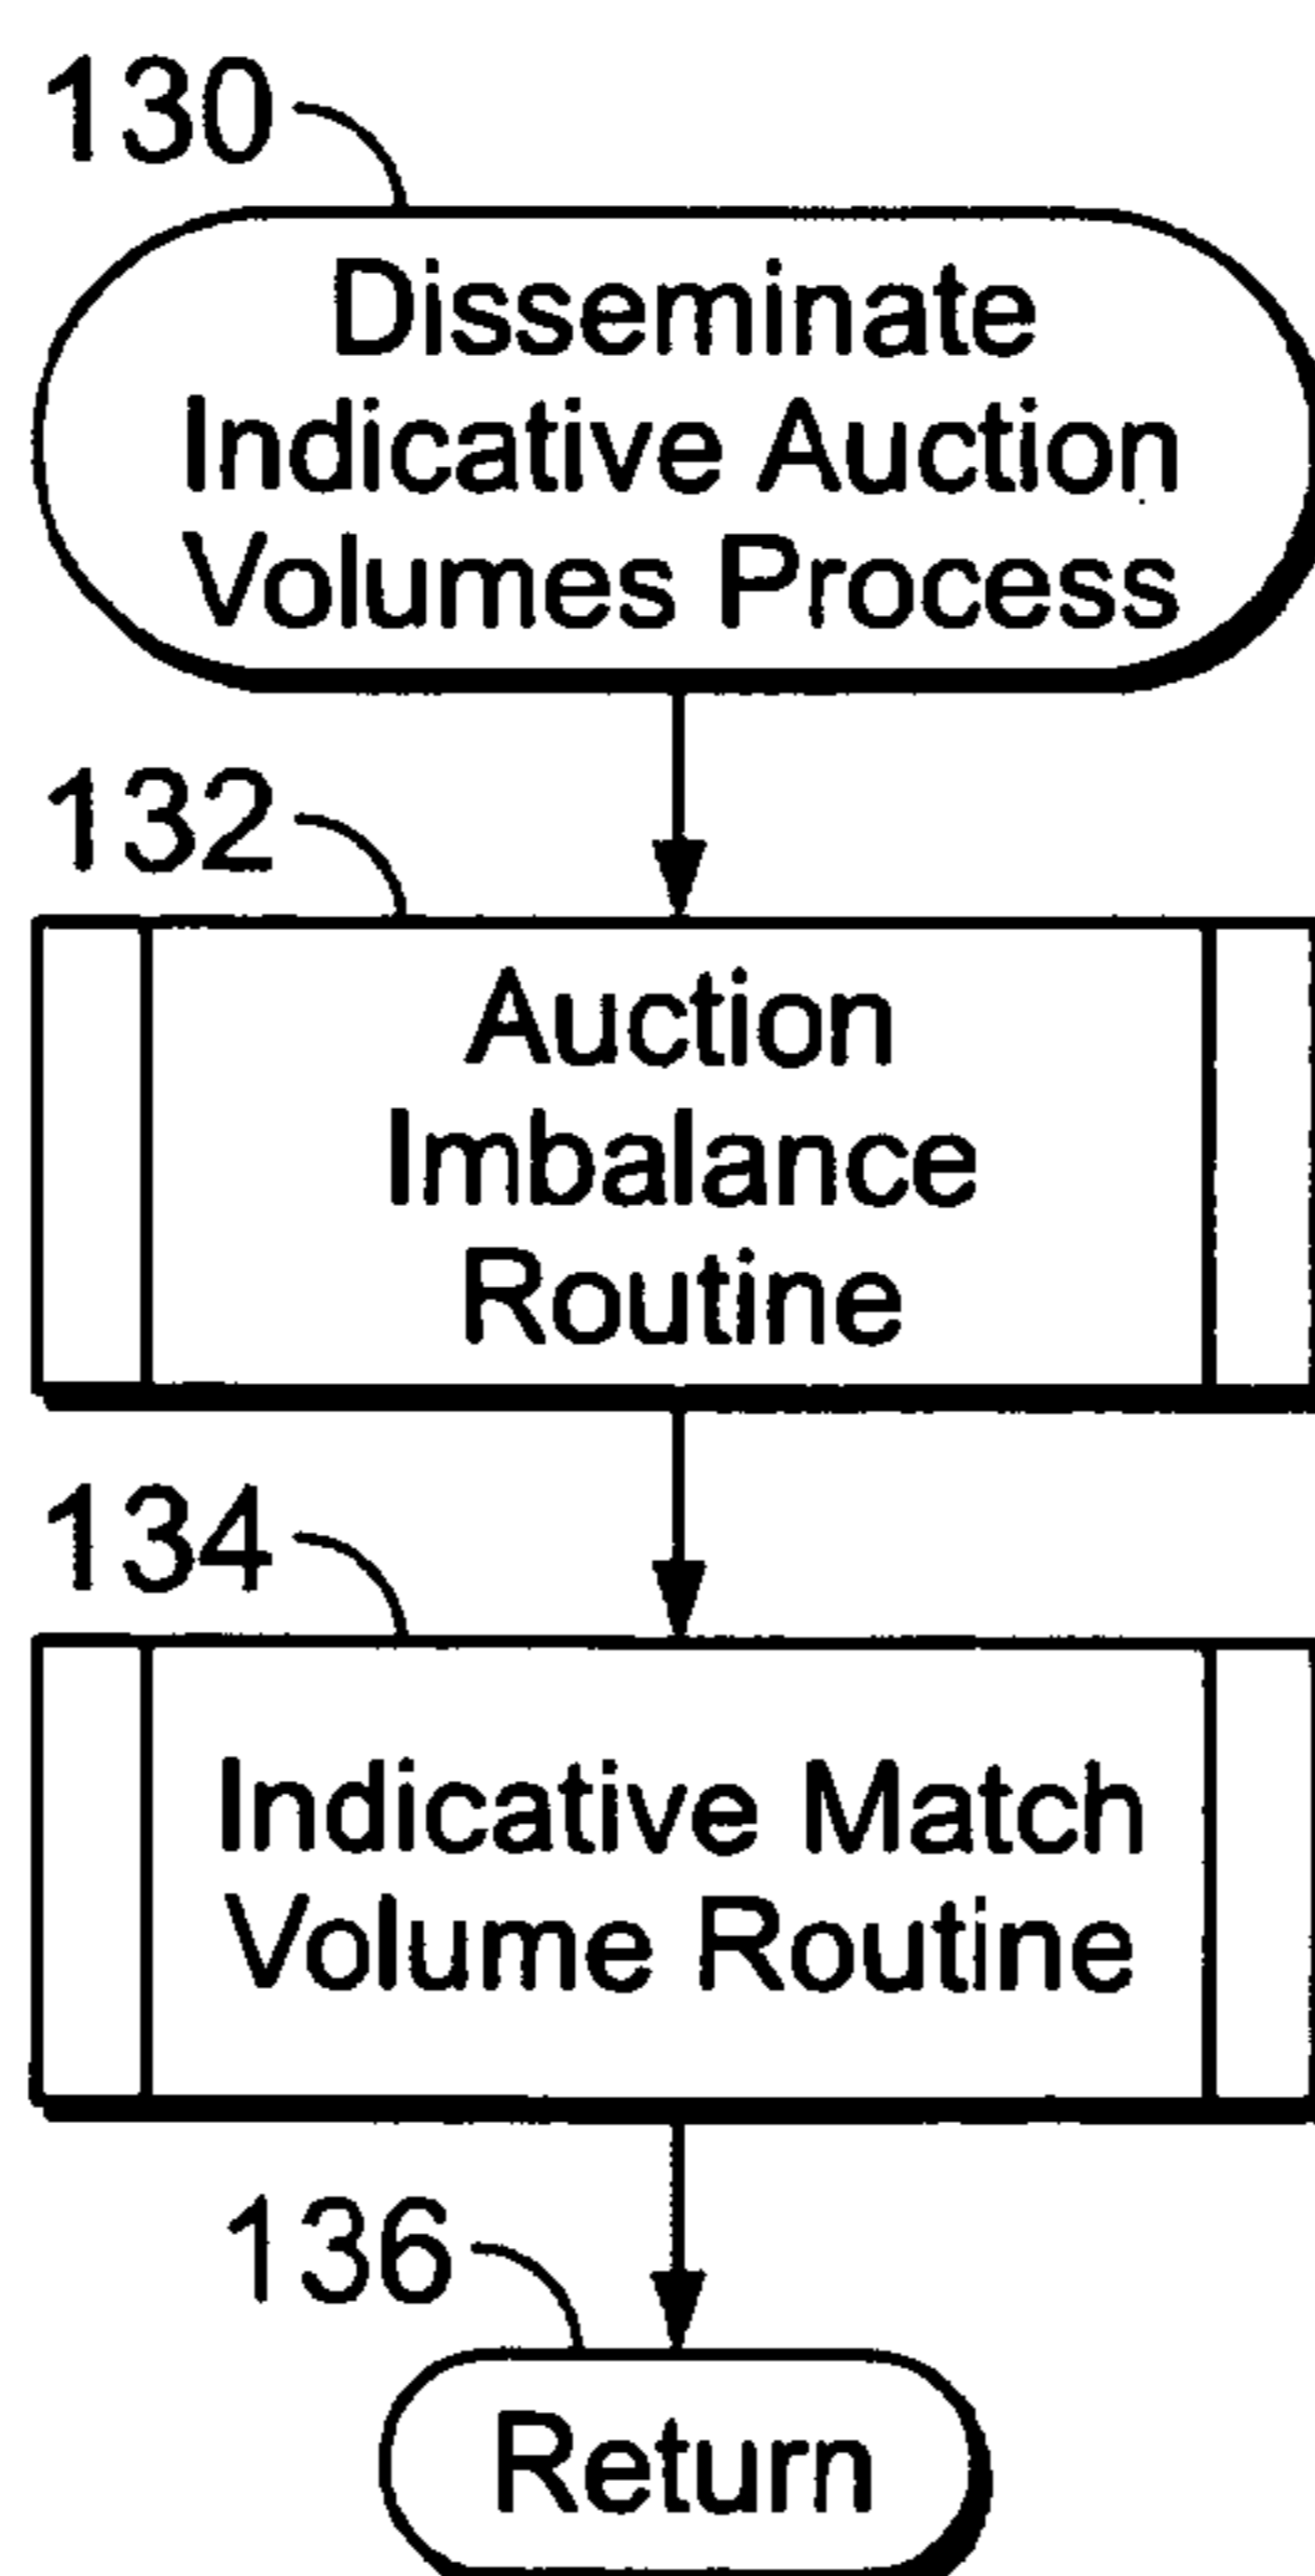 130
Disseminate
Indicative Auction
Volumes Process
132
Auction
Imbalance
Routine
134
Indicative Match
Volume Routine
136
Return